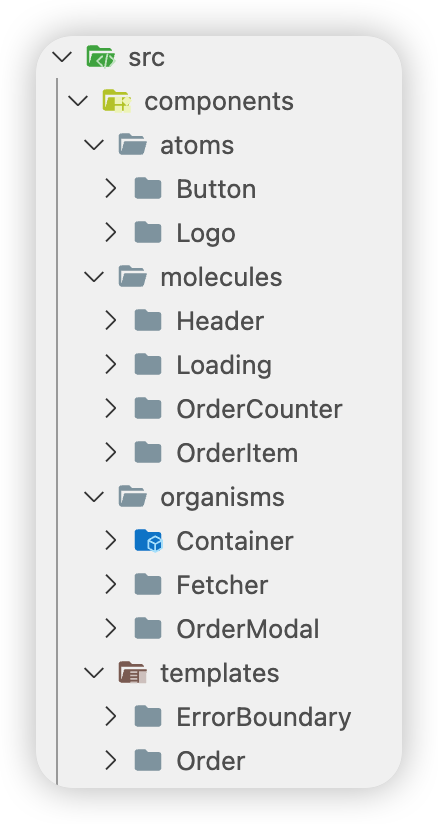 src
components
atoms
Button
Logo
molecules
Header
Loading
OrderCounter
OrderItem
organisms
Container
Fetcher
OrderModal
templates
ErrorBoundary
Order